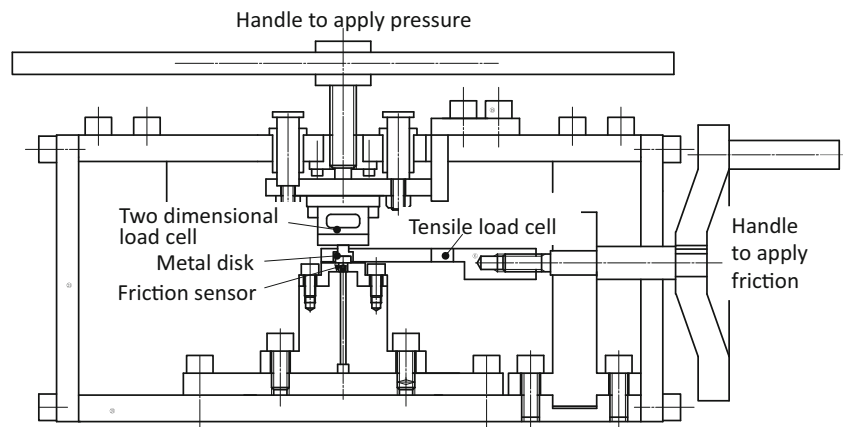 Handle to apply pressure
Two dimensional
load cell
Tensile load cell
Metal disk
Friction sensor
Handle
to apply
friction